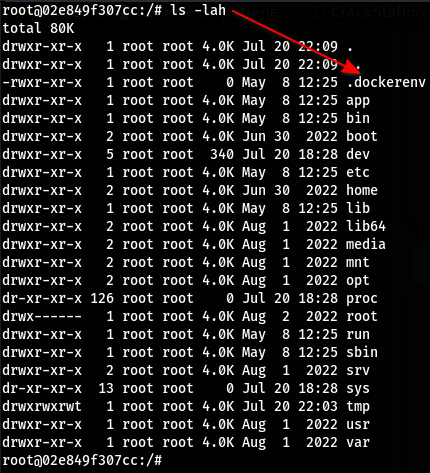 root@02e849f307cc:/# ls -lah
total 80K
drwxr-xr-x   1 root root 4.0K Jul 20 22:09 .
drwxr-xr-x   1 root root 4.0K Jul 20 22:09 ..
-rwxr-xr-x   1 root root    0 May  8 12:25 .dockerenv
drwxr-xr-x   1 root root 4.0K May  8 12:25 app
drwxr-xr-x   1 root root 4.0K May  8 12:25 bin
drwxr-xr-x   2 root root 4.0K Jun 30  2022 boot
drwxr-xr-x   5 root root  340 Jul 20 18:28 dev
drwxr-xr-x   1 root root 4.0K May  8 12:25 etc
drwxr-xr-x   2 root root 4.0K Jun 30  2022 home
drwxr-xr-x   1 root root 4.0K May  8 12:25 lib
drwxr-xr-x   2 root root 4.0K Aug  1  2022 lib64
drwxr-xr-x   2 root root 4.0K Aug  1  2022 media
drwxr-xr-x   2 root root 4.0K Aug  1  2022 mnt
drwxr-xr-x   2 root root 4.0K Aug  1  2022 opt
dr-xr-xr-x 126 root root    0 Jul 20 18:28 proc
drwx------   1 root root 4.0K Aug  2  2022 root
drwxr-xr-x   1 root root 4.0K May  8 12:25 run
drwxr-xr-x   1 root root 4.0K May  8 12:25 sbin
drwxr-xr-x   2 root root 4.0K Aug  1  2022 srv
dr-xr-xr-x  13 root root    0 Jul 20 18:28 sys
drwxrwxrwt   1 root root 4.0K Jul 20 22:03 tmp
drwxr-xr-x   1 root root 4.0K Aug  1  2022 usr
drwxr-xr-x   1 root root 4.0K Aug  1  2022 var
root@02e849f307cc:/#